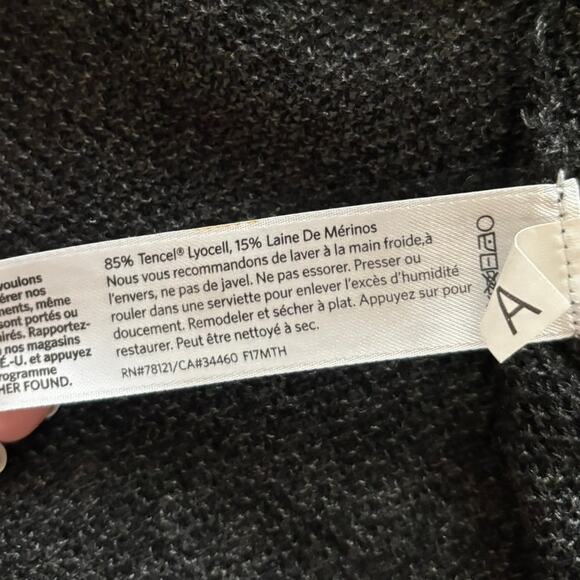 voulons
érer nos
ments, même
sont portés ou
irés. Rapportez-
nos magasins
É.-U. et appuyez
rogramme
HER FOUND.
85% Tencel® Lyocell, 15% Laine De Mérinos
Nous vous recommandons de laver à la main froide,à
l'envers, ne pas de javel. Ne pas essorer. Presser ou
rouler dans une serviette pour enlever l'excés d'humidité
doucement. Remodeler et sécher à plat. Appuyez sur pour
restaurer. Peut être nettoyé à sec.
RN#78121/CA#34460 F17MTH
A